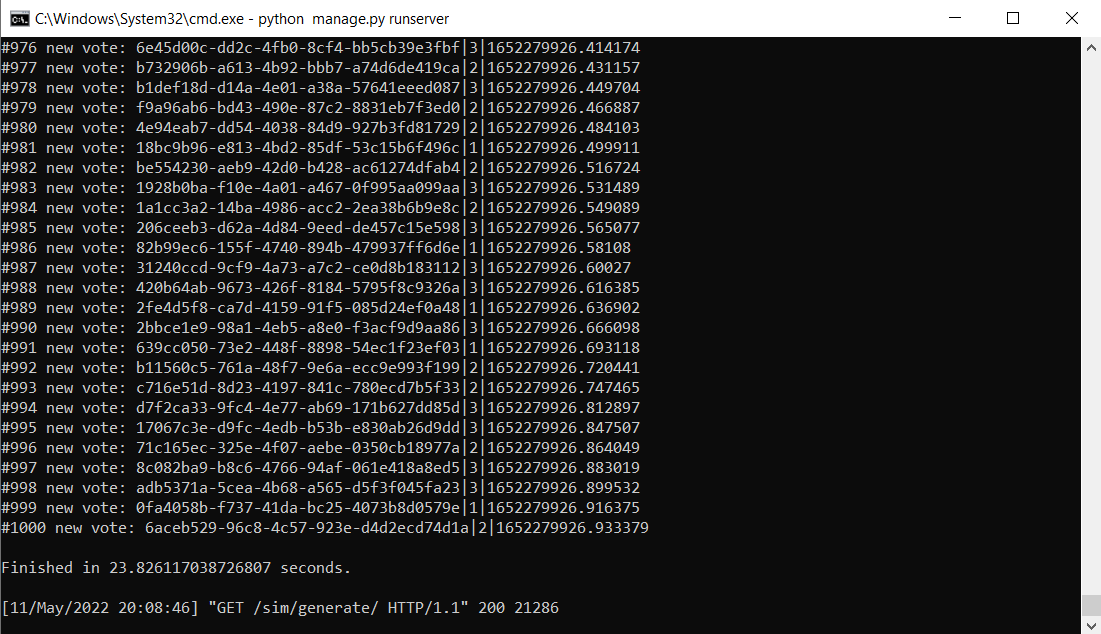 C:\Windows\System32\cmd.exe - python  manage.py runserver
#976 new vote: 6e45d00c-dd2c-4fb0-8cf4-bb5cb39e3fbf|3|1652279926.414174
#977 new vote: b732906b-a613-4b92-bbb7-a74d6de419ca|2|1652279926.431157
#978 new vote: b1def18d-d14a-4e01-a38a-57641eeed087|3|1652279926.449704
#979 new vote: f9a96ab6-bd43-490e-87c2-8831eb7f3ed0|2|1652279926.466887
#980 new vote: 4e94eab7-dd54-4038-84d9-927b3fd81729|2|1652279926.484103
#981 new vote: 18bc9b96-e813-4bd2-85df-53c15b6f496c|1|1652279926.499911
#982 new vote: be554230-aeb9-42d0-b428-ac61274dfab4|2|1652279926.516724
#983 new vote: 1928b0ba-f10e-4a01-a467-0f995aa099aa|3|1652279926.531489
#984 new vote: 1a1cc3a2-14ba-4986-acc2-2ea38b6b9e8c|2|1652279926.549089
#985 new vote: 206ceeb3-d62a-4d84-9eed-de457c15e598|3|1652279926.565077
#986 new vote: 82b99ec6-155f-4740-894b-479937ff6d6e|1|1652279926.58108
#987 new vote: 31240ccd-9cf9-4a73-a7c2-ce0d8b183112|3|1652279926.60027
#988 new vote: 420b64ab-9673-426f-8184-5795f8c9326a|3|1652279926.616385
#989 new vote: 2fe4d5f8-ca7d-4159-91f5-085d24ef0a48|1|1652279926.636902
#990 new vote: 2bbce1e9-98a1-4eb5-a8e0-f3acf9d9aa86|3|1652279926.666098
#991 new vote: 639cc050-73e2-448f-8898-54ec1f23ef03|1|1652279926.693118
#992 new vote: b11560c5-761a-48f7-9e6a-ecc9e993f199|2|1652279926.720441
#993 new vote: c716e51d-8d23-4197-841c-780ecd7b5f33|2|1652279926.747465
#994 new vote: d7f2ca33-9fc4-4e77-ab69-171b627dd85d|3|1652279926.812897
#995 new vote: 17067c3e-d9fc-4edb-b53b-e830ab26d9dd|3|1652279926.847507
#996 new vote: 71c165ec-325e-4f07-aebe-0350cb18977a|2|1652279926.864049
#997 new vote: 8c082ba9-b8c6-4766-94af-061e418a8ed5|3|1652279926.883019
#998 new vote: adb5371a-5cea-4b68-a565-d5f3f045fa23|3|1652279926.899532
#999 new vote: 0fa4058b-f737-41da-bc25-4073b8d0579e|1|1652279926.916375
#1000 new vote: 6aceb529-96c8-4c57-923e-d4d2ecd74d1a|2|1652279926.933379
Finished in 23.826117038726807 seconds.
[11/May/2022 20:08:46] "GET /sim/generate/ HTTP/1.1" 200 21286